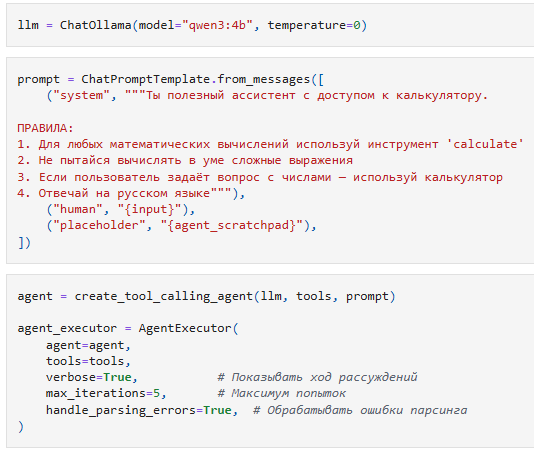 llm = ChatOllama(model="qwen3:4b", temperature=0)
prompt = ChatPromptTemplate.from_messages([
    ("system", """Ты полезный ассистент с доступом к калькулятору.
ПРАВИЛА:
1. Для любых математических вычислений используй инструмент 'calculate'
2. Не пытайся вычислять в уме сложные выражения
3. Если пользователь задаёт вопрос с числами — используй калькулятор
4. Отвечай на русском языке"""),
    ("human", "{input}"),
    ("placeholder", "{agent_scratchpad}"),
])
agent = create_tool_calling_agent(llm, tools, prompt)
agent_executor = AgentExecutor(
    agent=agent,
    tools=tools,
    verbose=True,           # Показывать ход рассуждений
    max_iterations=5,       # Максимум попыток
    handle_parsing_errors=True,  # Обрабатывать ошибки парсинга
)